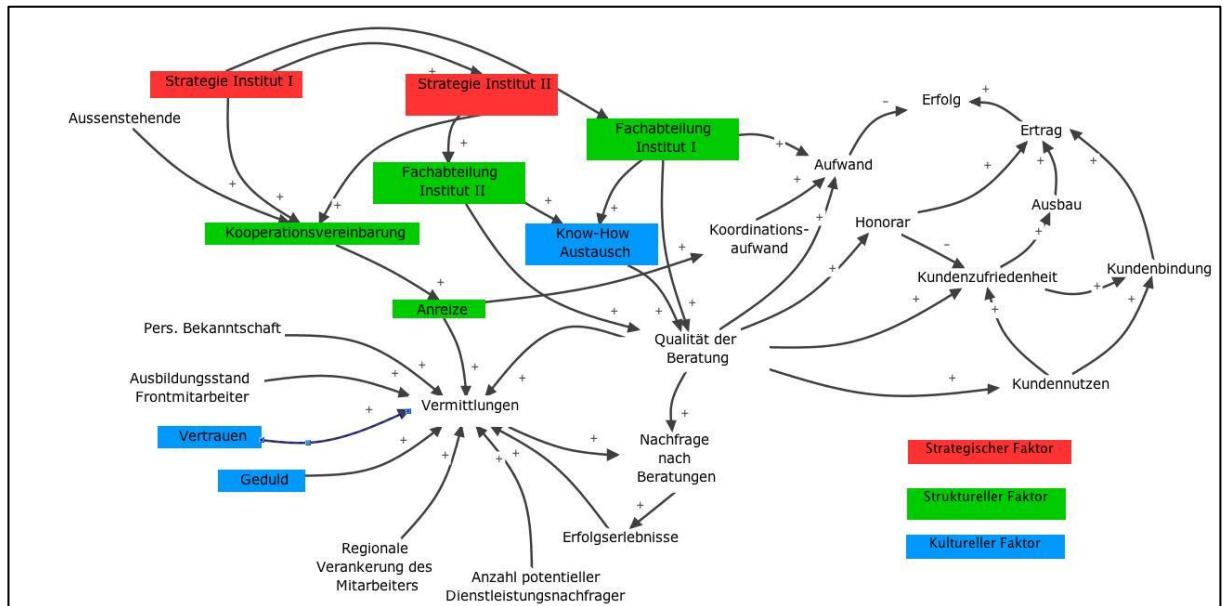 Strategie Institut I
Strategie Institut II
Erfolg
Aussenstehende
Fachabteilung
Institut I
Ertrag
Aufwand
Fachabteilung
Institut II
Ausbau
Kooperationsvereinbarung
Know-How
Austausch
Koordinations-
aufwand
Honorar
Kundenzufriedenheit
Kundenbindung
Anreize
Pers. Bekanntschaft
Qualität der
Beratung
Ausbildungsstand
Frontmitarbeiter
Vermittlungen
Kundennutzen
Vertrauen
Nachfrage
nach
Beratungen
Strategischer Faktor
Geduld
Struktureller Faktor
Erfolgserlebnisse
Kultureller Faktor
Regionale
Verankerung des
Mitarbeiters
Anzahl potentieller
Dienstleistungsnachfrager